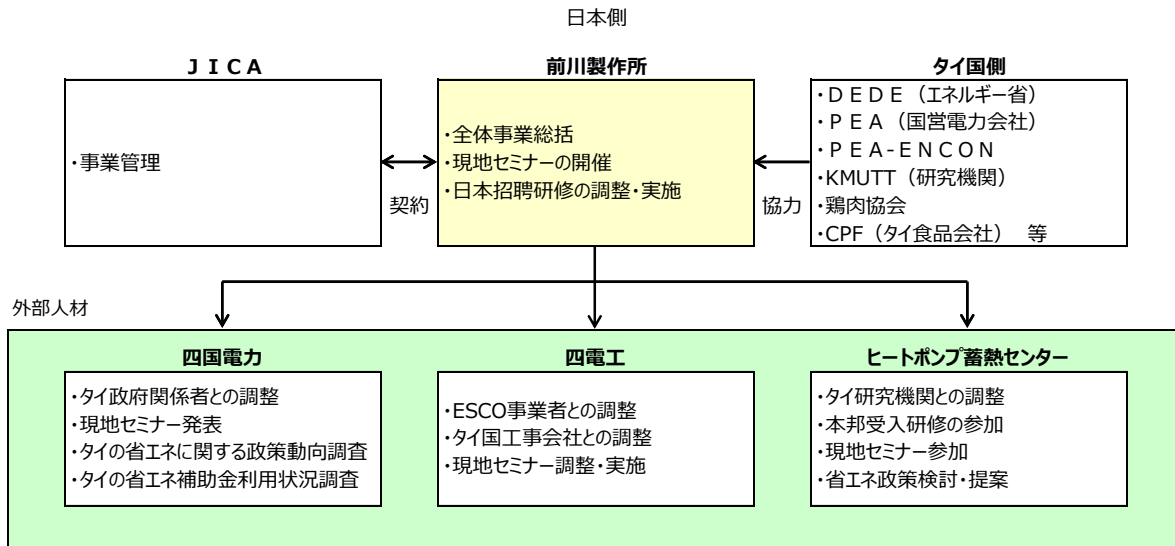 日本側
ＪＩＣＡ
・事業管理
契約
前川製作所
・全体事業総括
・現地セミナーの開催
・日本招聘研修の調整・実施
協力
タイ国側
・ＤＥＤＥ（エネルギー省）
・ＰＥＡ（国営電力会社）
・ＰＥＡ-ＥＮＣＯＮ
・KMUTT（研究機関）
・鶏肉協会
・CPF（タイ食品会社）　等
外部人材
四国電力
・タイ政府関係者との調整
・現地セミナー発表
・タイの省エネに関する政策動向調査
・タイの省エネ補助金利用状況調査
四電工
・ESCO事業者との調整
・タイ国工事会社との調整
・現地セミナー調整・実施
ヒートポンプ蓄熱センター
・タイ研究機関との調整
・本邦受入研修の参加
・現地セミナー参加
・省エネ政策検討・提案